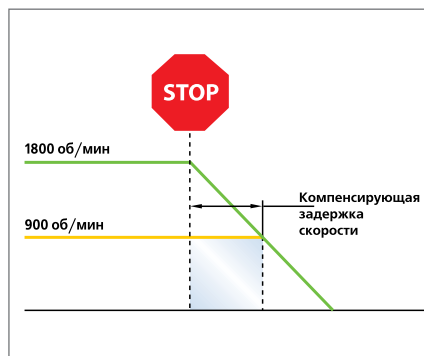 STOP
1800 об/мин
Компенсирующая
задержка
скорости
900 об/мин